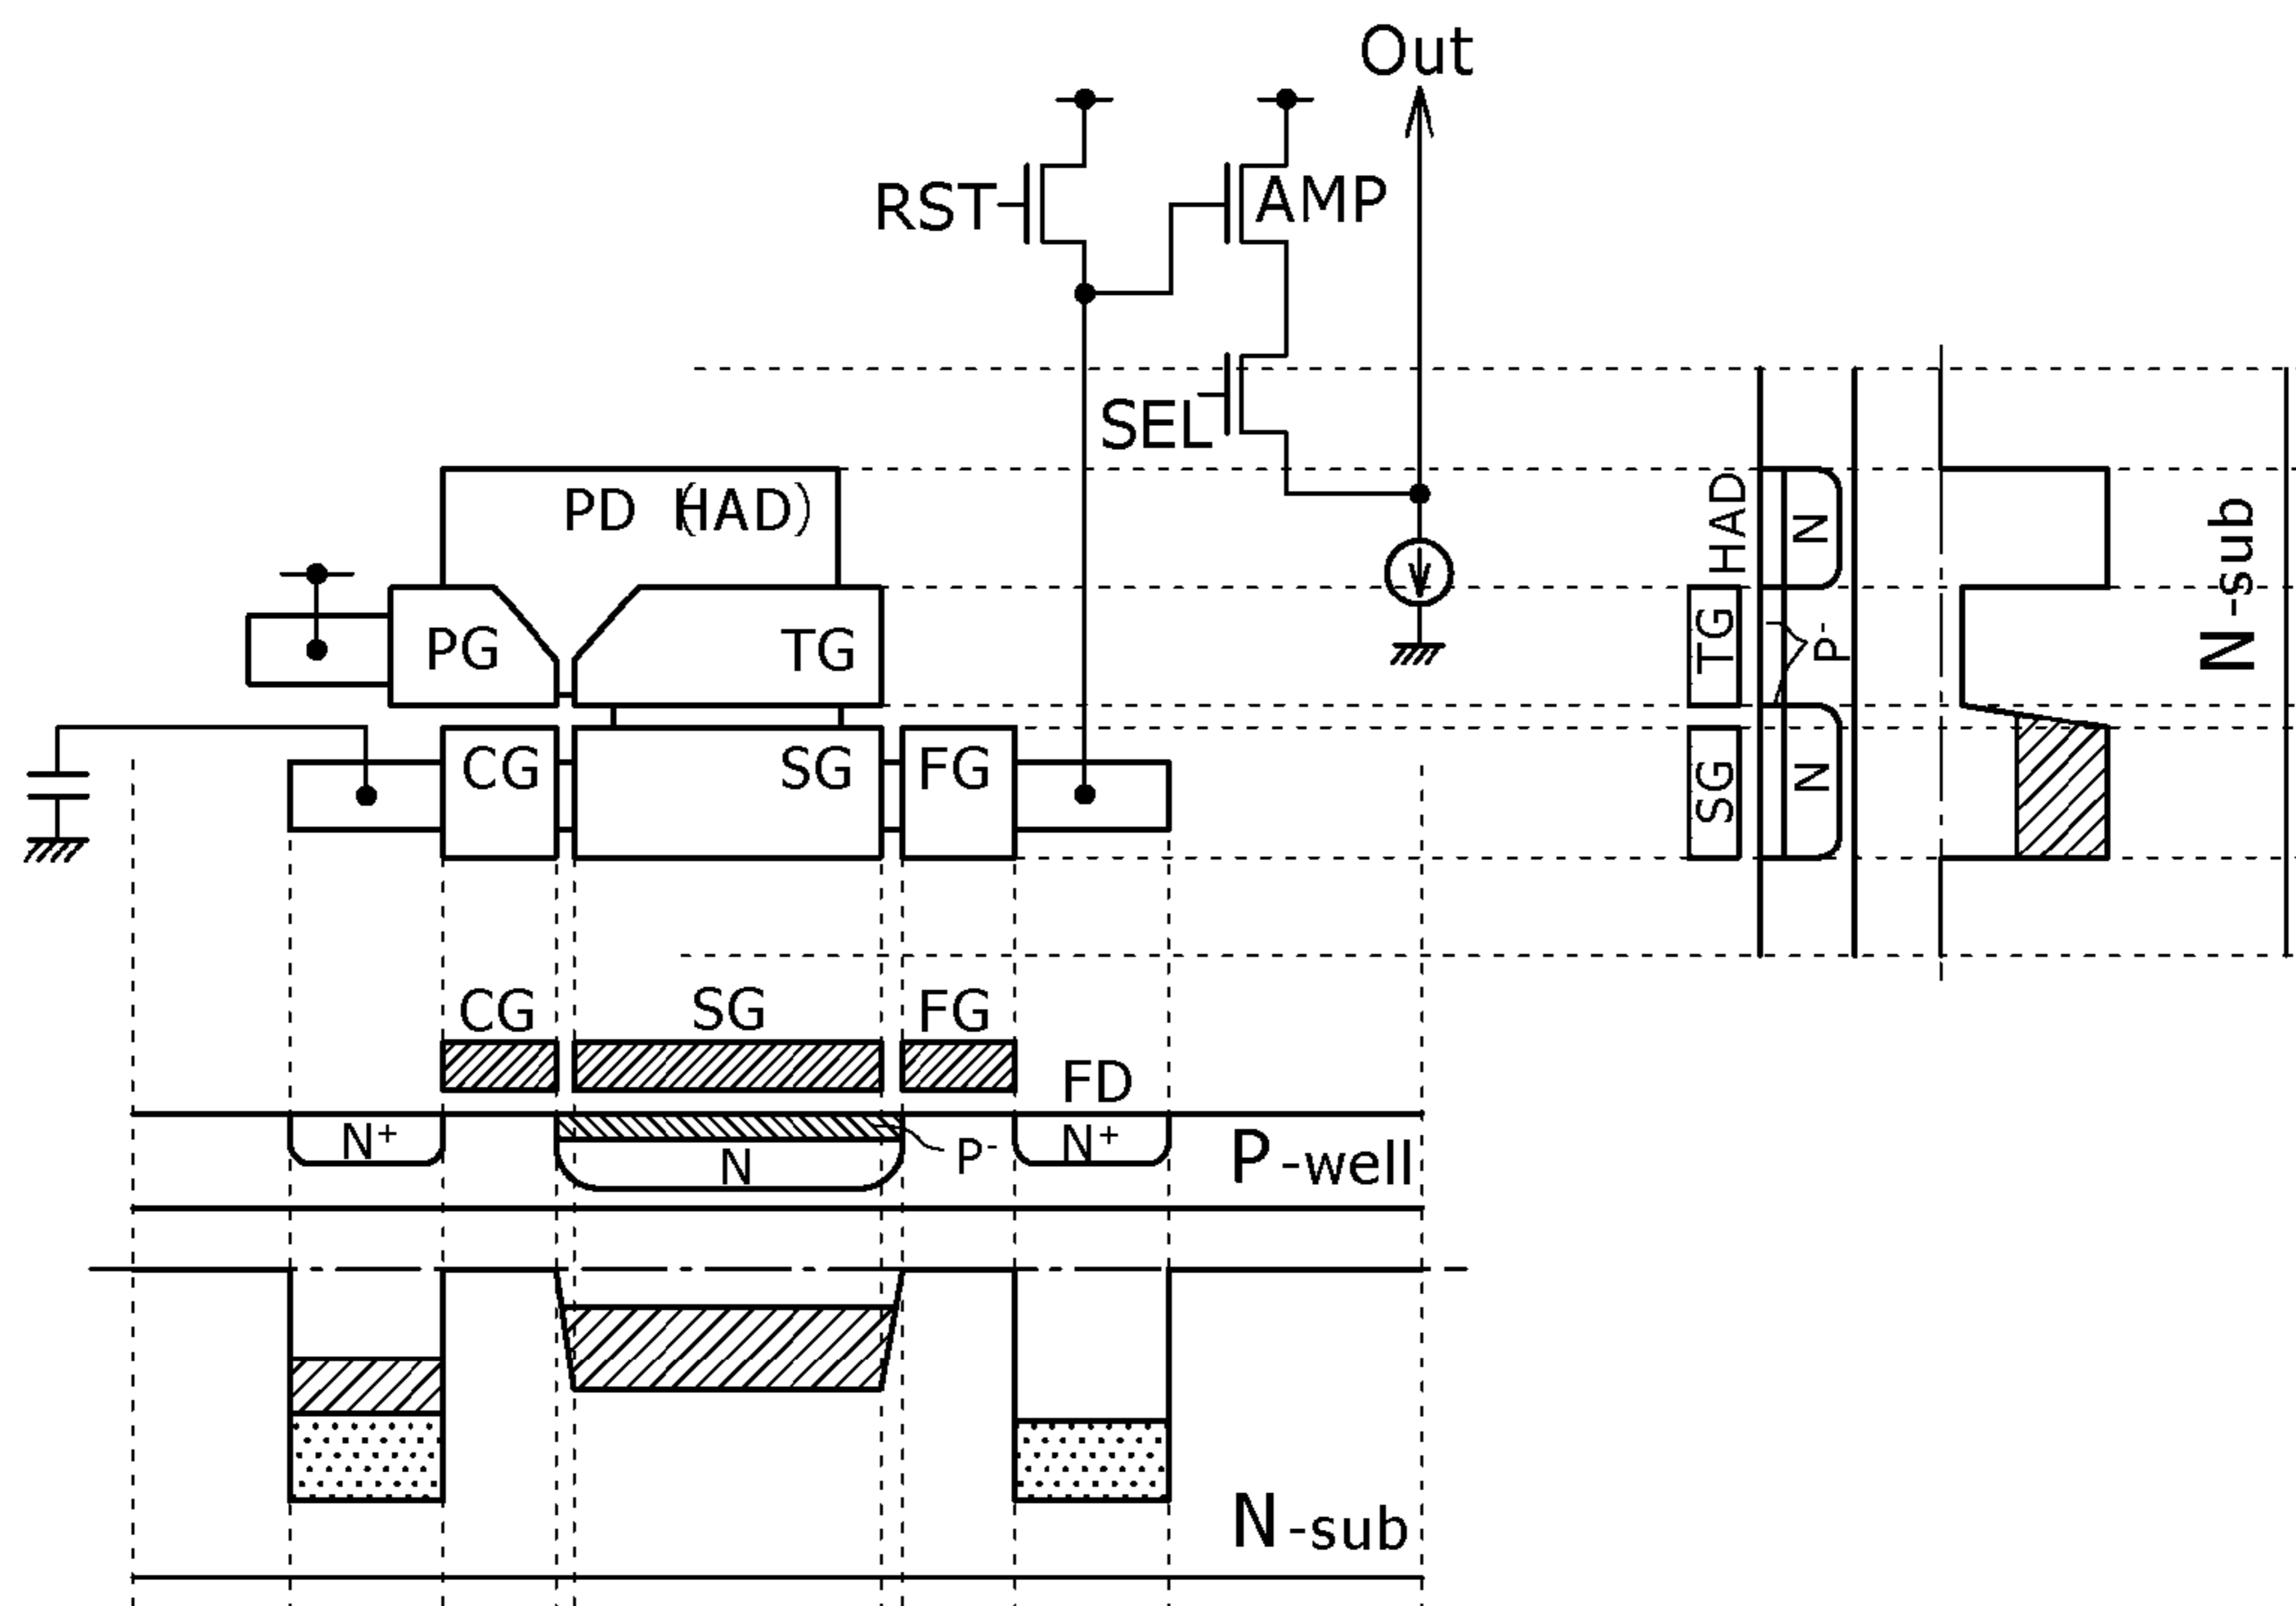 Out
RST
AMP
SEL
PD (HAD)
PG
TG
CG
SG
FG
HAD
N
TG
P-
SG
N
N-sub
CG
SG
FG
FD
N+
N
P-
N+
P-well
N-sub